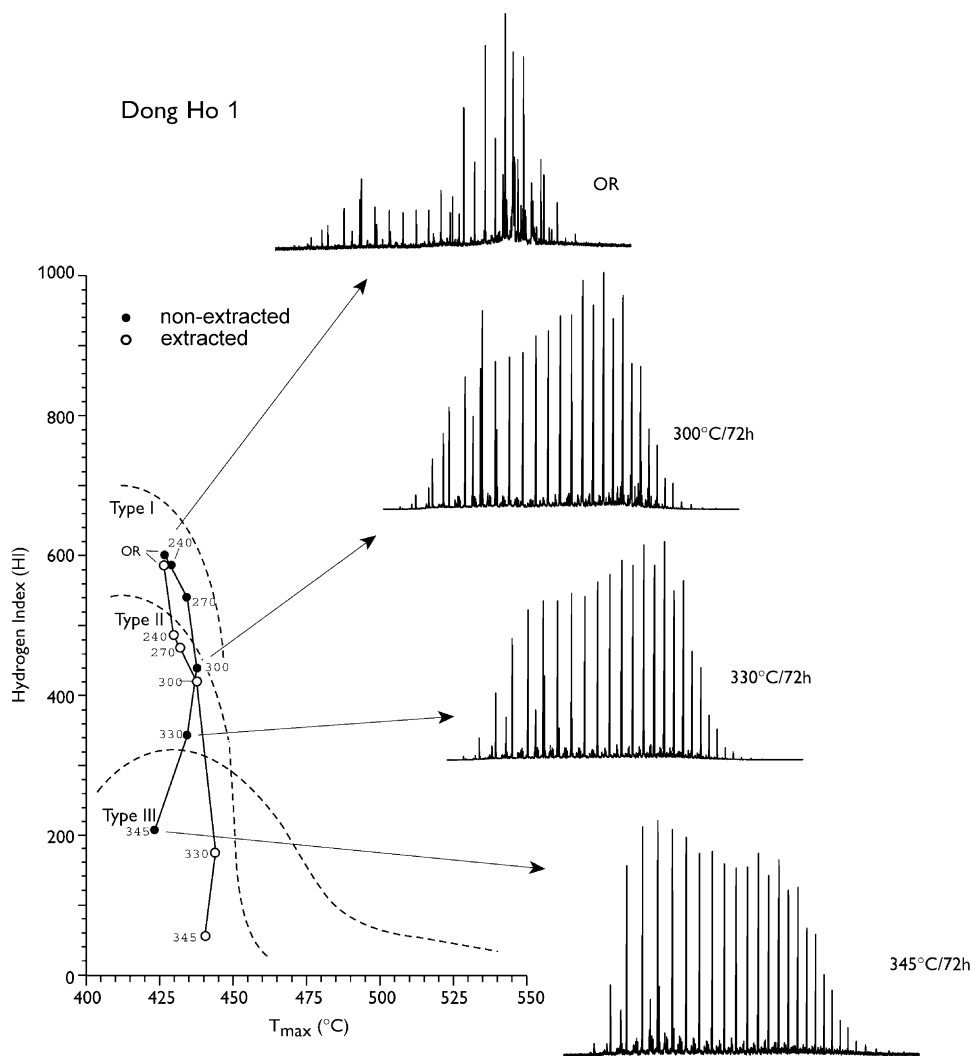 Dong Ho 1
OR
1000
non-extracted
extracted
300°C/72h
800
Type I
600
OR
240
270
Type II
240
270
300
300
330°C/72h
400
330
Type III
345
200
330
345
345°C/72h
0
400 425 450 475 500 525 550
Tmax (°C)
Hydrogen Index (HI)